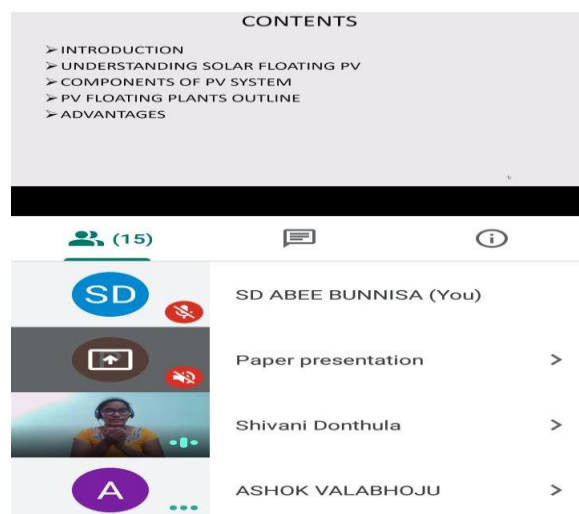 CONTENTS
➢ INTRODUCTION
➢ UNDERSTANDING SOLAR FLOATING PV
➢ COMPONENTS OF PV SYSTEM
➢ PV FLOATING PLANTS OUTLINE
➢ ADVANTAGES
(15)
SD
SD ABEE BUNNISA (You)
Paper presentation
Shivani Donthula
A
ASHOK VALABHOJU